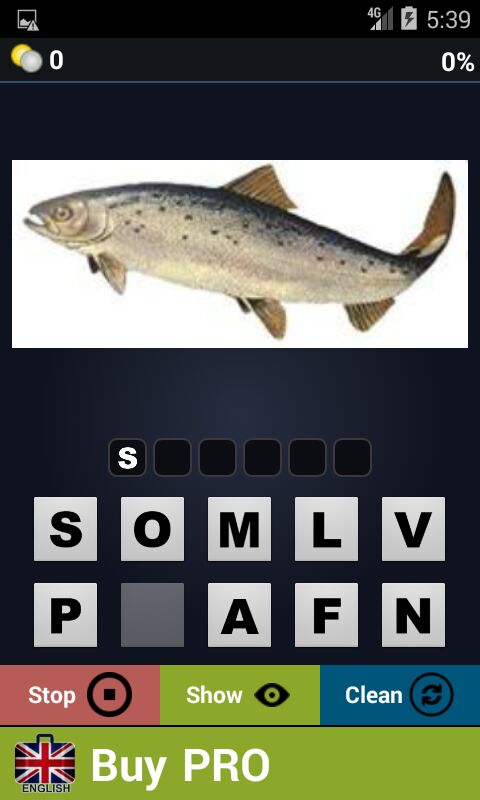 4G 5:39
0 0%
S
S O M L V
P A F N
Stop Show Clean
ENGLISH Buy PRO